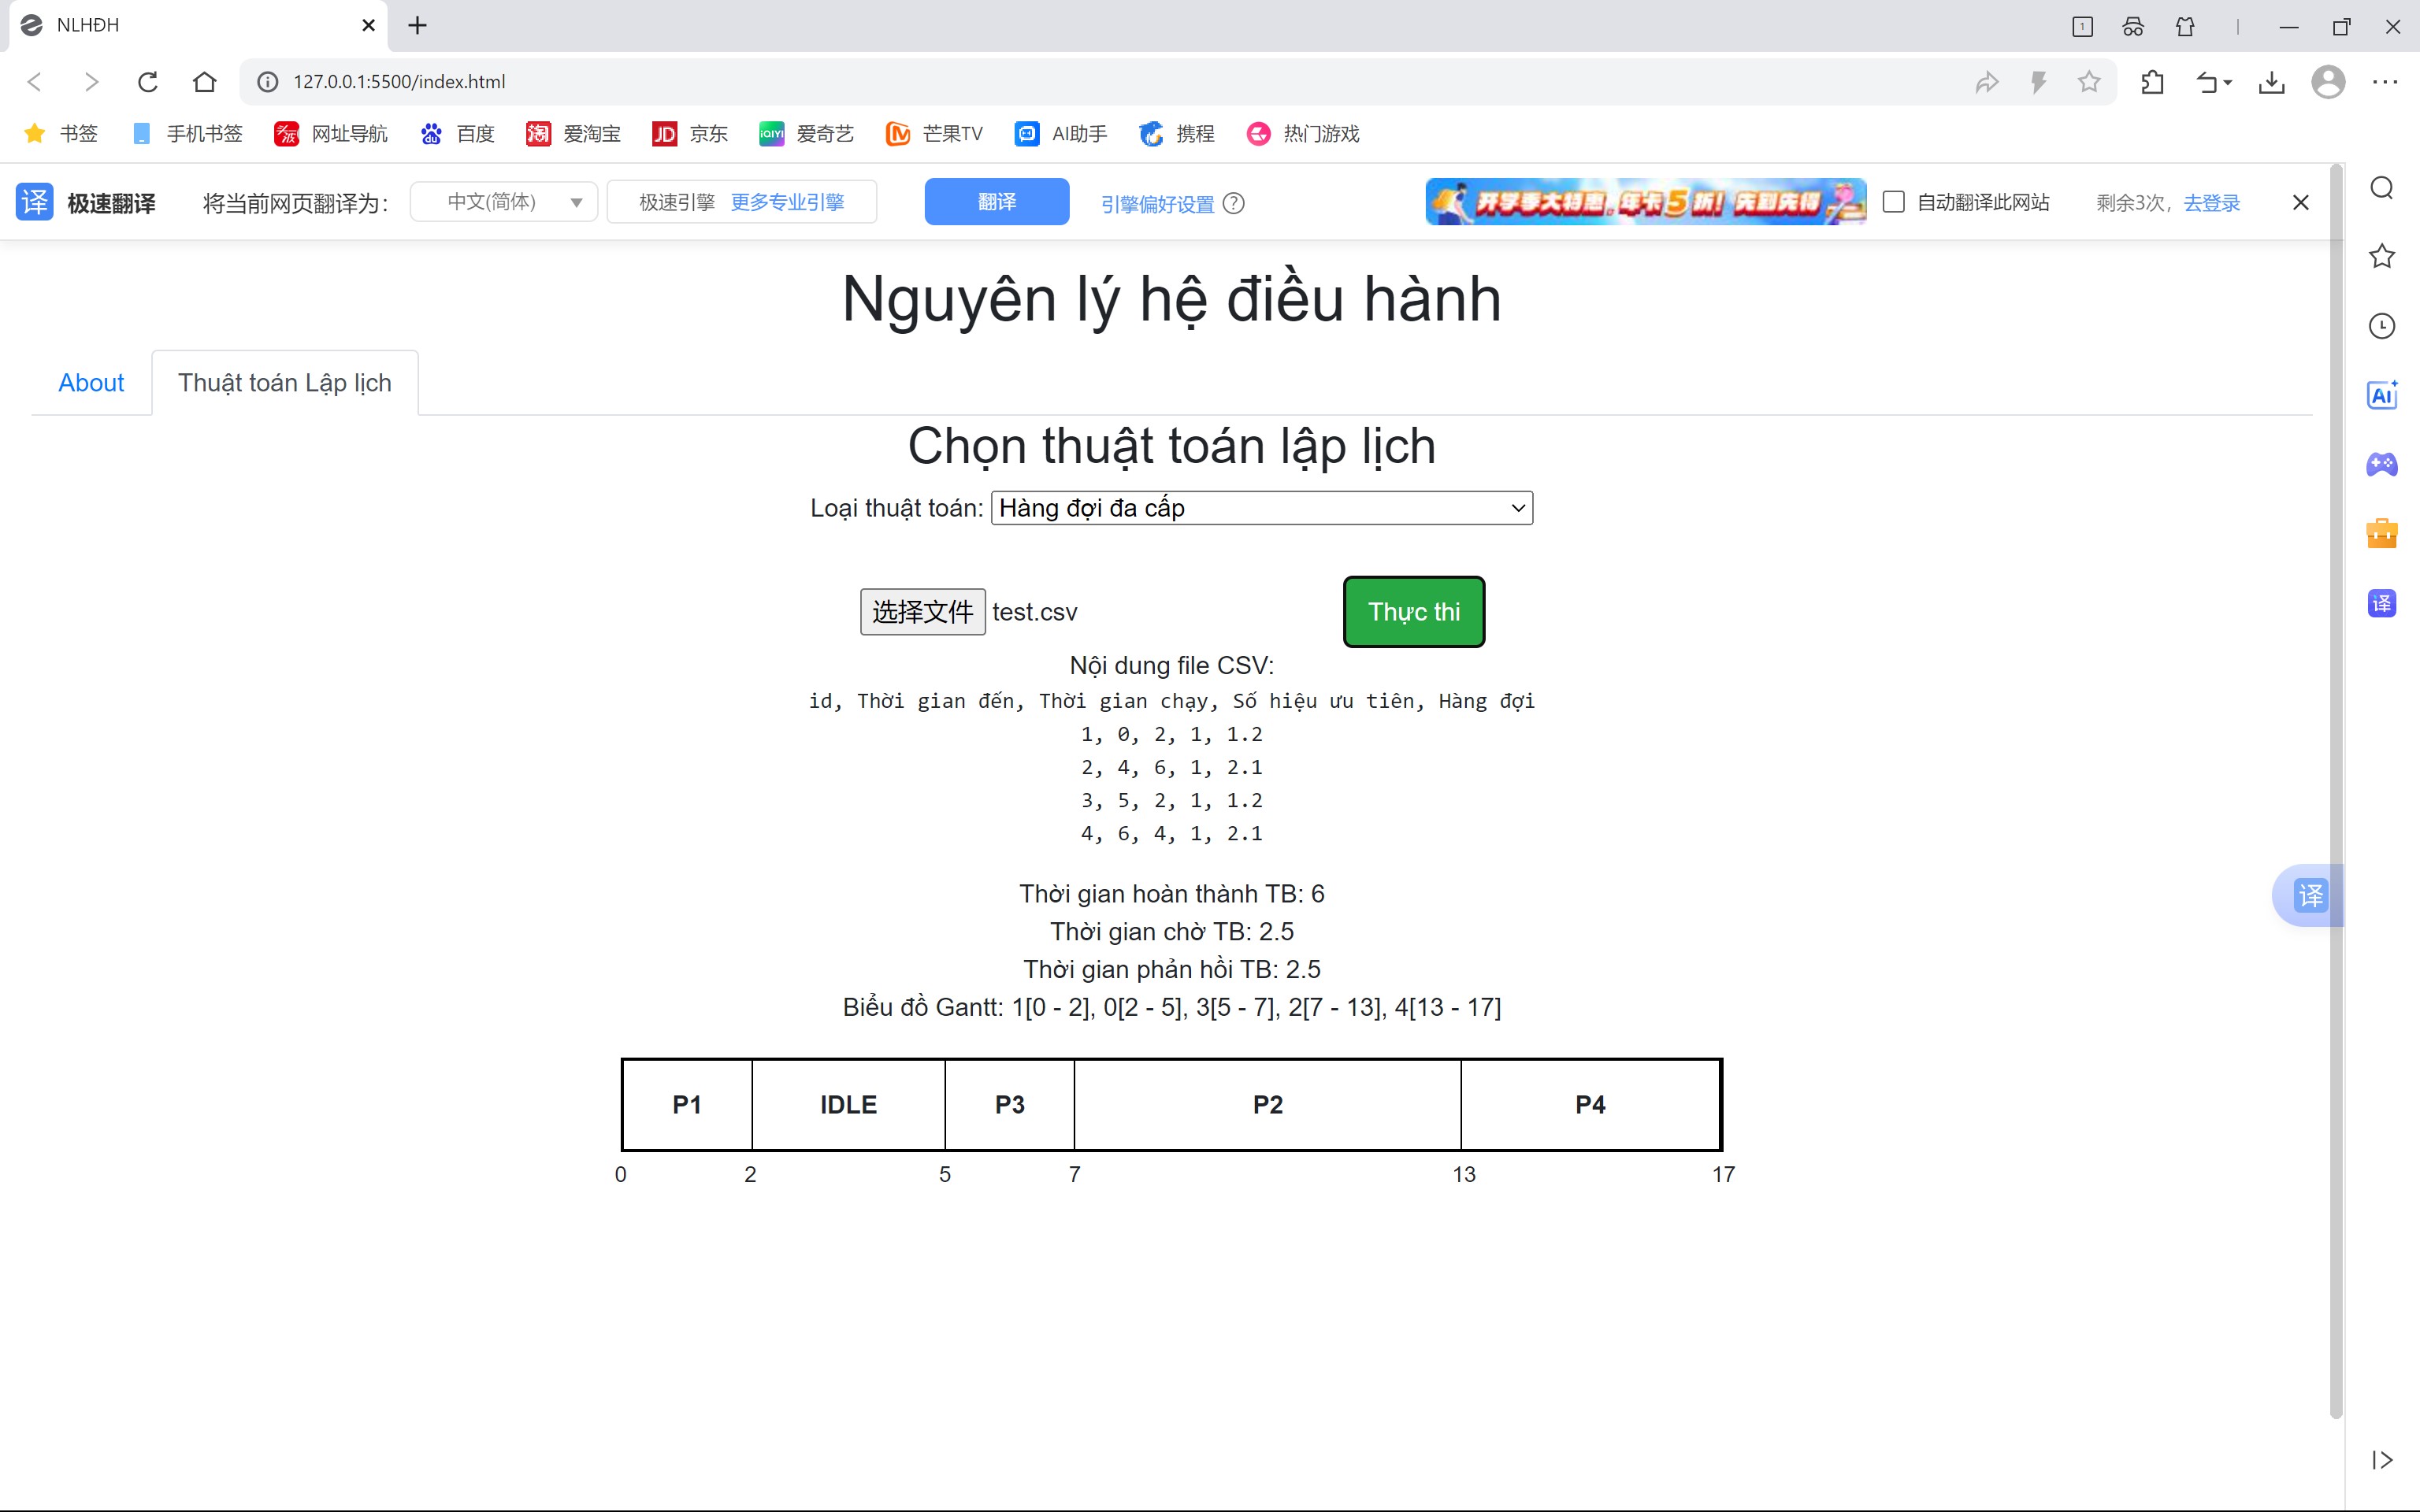 NLHĐH
1
127.0.0.1:5500/index.html
书签 手机书签 网址导航 百度 爱淘宝 京东 爱奇艺 芒果TV AI助手 携程 热门游戏
译 极速翻译 将当前网页翻译为: 中文(简体) 极速引擎 更多专业引擎 翻译 引擎偏好设置 ? 开学季大特惠,年卡5折!先到先得 自动翻译此网站 剩余3次, 去登录
Nguyên lý hệ điều hành
About Thuật toán Lập lịch
Chọn thuật toán lập lịch
Loại thuật toán: Hàng đợi đa cấp
选择文件 test.csv Thực thi
Nội dung file CSV:
id, Thời gian đến, Thời gian chạy, Số hiệu ưu tiên, Hàng đợi
1, 0, 2, 1, 1.2
2, 4, 6, 1, 2.1
3, 5, 2, 1, 1.2
4, 6, 4, 1, 2.1
Thời gian hoàn thành TB: 6
Thời gian chờ TB: 2.5
Thời gian phản hồi TB: 2.5
Biểu đồ Gantt: 1[0 - 2], 0[2 - 5], 3[5 - 7], 2[7 - 13], 4[13 - 17]
P1 IDLE P3 P2 P4
0 2 5 7 13 17
Ai
译
译